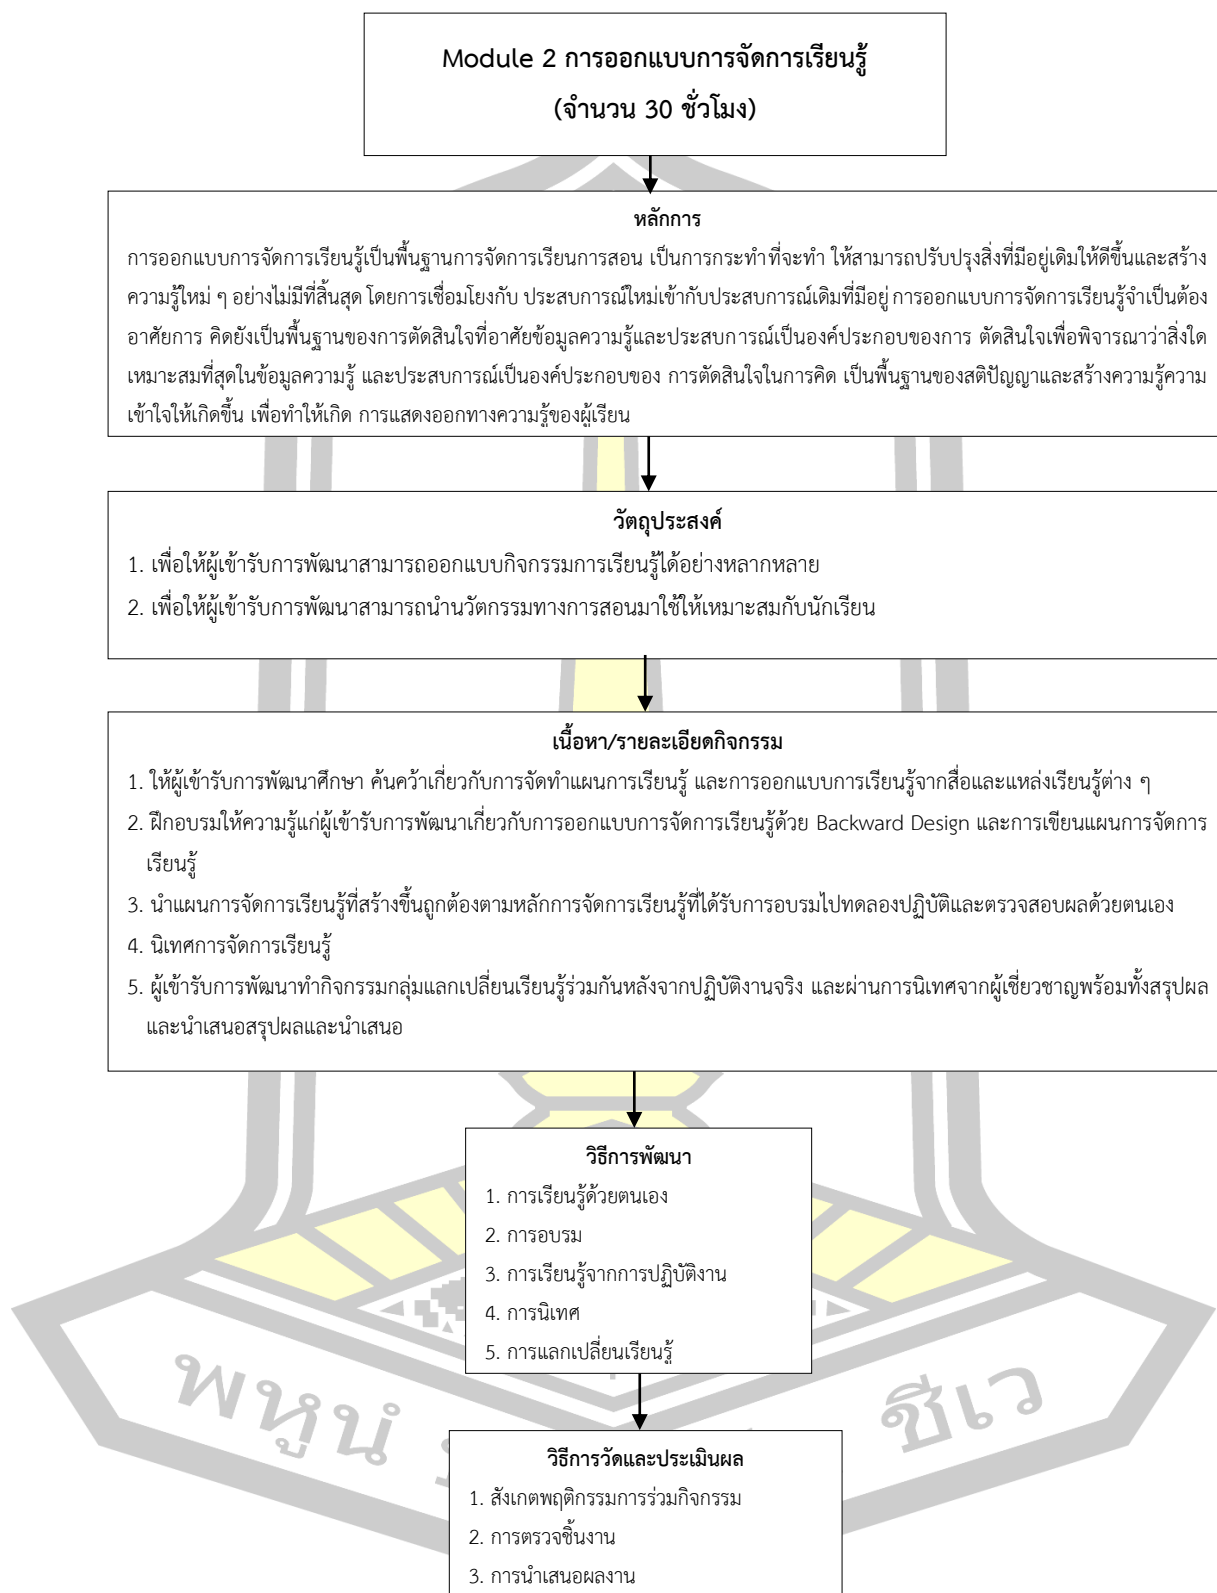 Module 2 การออกแบบการจัดการเรียนรู้
(จำนวน 30 ชั่วโมง)
หลักการ
การออกแบบการจัดการเรียนรู้เป็นพื้นฐานการจัดการเรียนการสอน เป็นการกระทำที่จะทำ ให้สามารถปรับปรุงสิ่งที่มีอยู่เดิมให้ดีขึ้นและสร้าง
ความรู้ใหม่ ๆ อย่างไม่มีที่สิ้นสุด โดยการเชื่อมโยงกับ ประสบการณ์ใหม่เข้ากับประสบการณ์เดิมที่มีอยู่ การออกแบบการจัดการเรียนรู้จำเป็นต้อง
อาศัยการ คิดยังเป็นพื้นฐานของการตัดสินใจที่อาศัยข้อมูลความรู้และประสบการณ์เป็นองค์ประกอบของการ ตัดสินใจเพื่อพิจารณาว่าสิ่งใด
เหมาะสมที่สุดในข้อมูลความรู้ และประสบการณ์เป็นองค์ประกอบของ การตัดสินใจในการคิด เป็นพื้นฐานของสติปัญญาและสร้างความรู้ความ
เข้าใจให้เกิดขึ้น เพื่อทำให้เกิด การแสดงออกทางความรู้ของผู้เรียน
วัตถุประสงค์
1. เพื่อให้ผู้เข้ารับการพัฒนาสามารถออกแบบกิจกรรมการเรียนรู้ได้อย่างหลากหลาย
2. เพื่อให้ผู้เข้ารับการพัฒนาสามารถนำนวัตกรรมทางการสอนมาใช้ให้เหมาะสมกับนักเรียน
เนื้อหา/รายละเอียดกิจกรรม
1. ให้ผู้เข้ารับการพัฒนาศึกษา ค้นคว้าเกี่ยวกับการจัดทำแผนการเรียนรู้ และการออกแบบการเรียนรู้จากสื่อและแหล่งเรียนรู้ต่าง ๆ
2. ฝึกอบรมให้ความรู้แก่ผู้เข้ารับการพัฒนาเกี่ยวกับการออกแบบการจัดการเรียนรู้ด้วย Backward Design และการเขียนแผนการจัดการ
เรียนรู้
3. นำแผนการจัดการเรียนรู้ที่สร้างขึ้นถูกต้องตามหลักการจัดการเรียนรู้ที่ได้รับการอบรมไปทดลองปฏิบัติและตรวจสอบผลด้วยตนเอง
4. นิเทศการจัดการเรียนรู้
5. ผู้เข้ารับการพัฒนาทำกิจกรรมกลุ่มแลกเปลี่ยนเรียนรู้ร่วมกันหลังจากปฏิบัติงานจริง และผ่านการนิเทศจากผู้เชี่ยวชาญพร้อมทั้งสรุปผล
และนำเสนอสรุปผลและนำเสนอ
วิธีการพัฒนา
1. การเรียนรู้ด้วยตนเอง
2. การอบรม
3. การเรียนรู้จากการปฏิบัติงาน
4. การนิเทศ
5. การแลกเปลี่ยนเรียนรู้
พหูนํ
ชีเว
วิธีการวัดและประเมินผล
1. สังเกตพฤติกรรมการร่วมกิจกรรม
2. การตรวจชิ้นงาน
3. การนำเสนอผลงาน